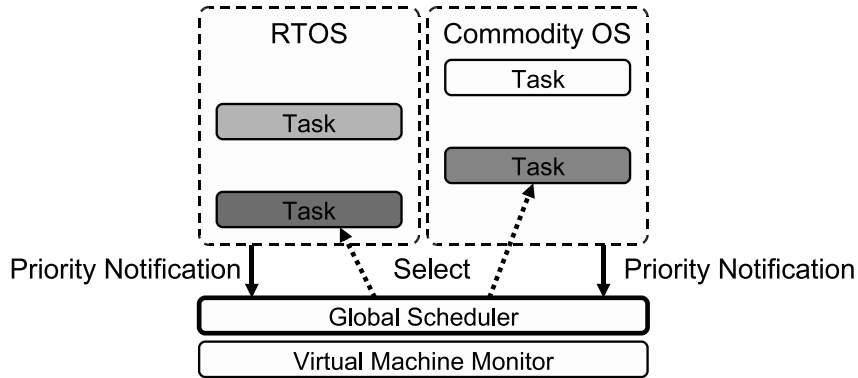 RTOS
Commodity OS
Task
Task
Task
Task
Priority Notification
Select
Priority Notification
Global Scheduler
Virtual Machine Monitor